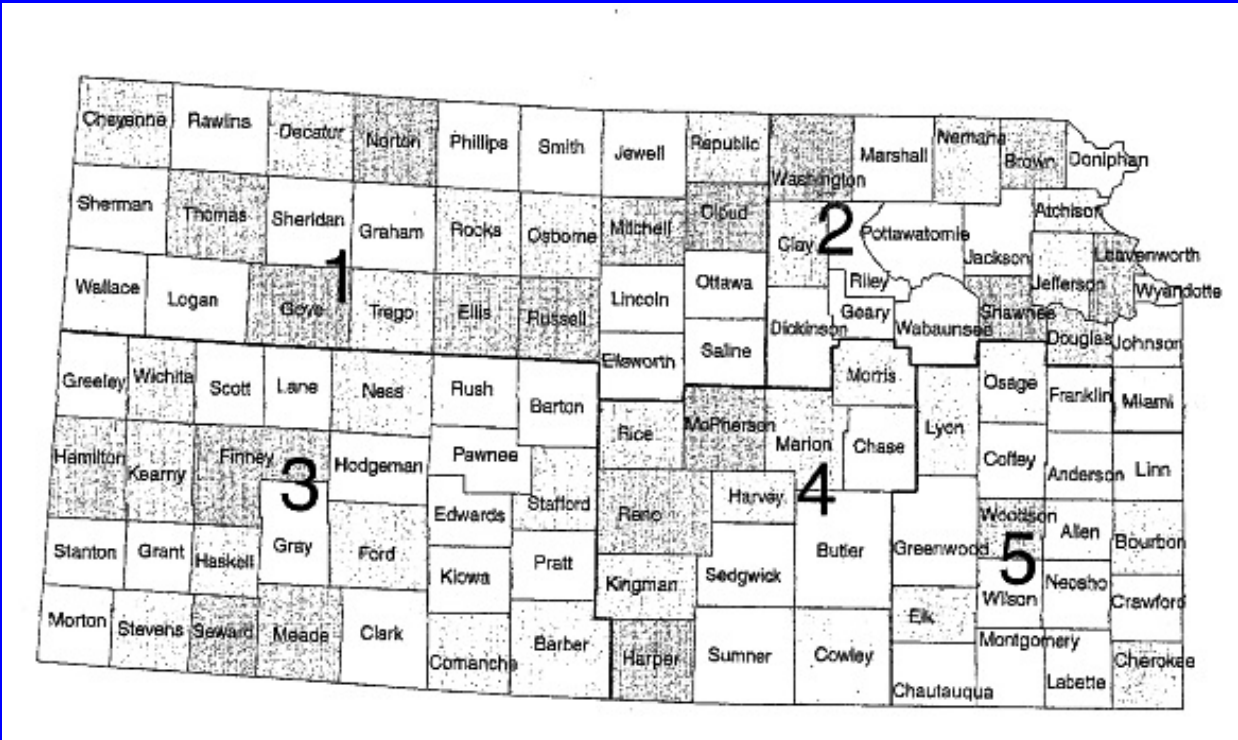 Cheyenne
Rawlins
Decatur
Norton
Phillips
Smith
Jewell
Republic
Washington
Marshall
Nemaha
Brown
Doniphan
Sherman
Thomas
Sheridan
Graham
Rooks
Osborne
Mitchell
Cloud
Clay
2
Riley
Pottawatomie
Jackson
Atchison
Jefferson
Leavenworth
Wyandotte
Wallace
Logan
1
Gove
Trego
Ellis
Russell
Lincoln
Ottawa
Saline
Dickinson
Geary
Wabaunsee
Shawnee
Douglas
Johnson
Ellsworth
Greeley
Wichita
Scott
Lane
Ness
Rush
Barton
Rice
McPherson
Marion
Morris
Chase
Lyon
Osage
Franklin
Miami
Hamilton
Kearny
Finney
3
Hodgeman
Pawnee
Stafford
Edwards
Reno
Harvey
4
Butler
Greenwood
Coffey
Anderson
Linn
Woodson
Allen
Bourbon
Stanton
Grant
Haskell
Gray
Ford
Kiowa
Pratt
Kingman
Sedgwick
5
Wilson
Neosho
Crawford
Morton
Stevens
Seward
Meade
Clark
Comanche
Barber
Harper
Sumner
Cowley
Elk
Chautauqua
Montgomery
Labette
Cherokee